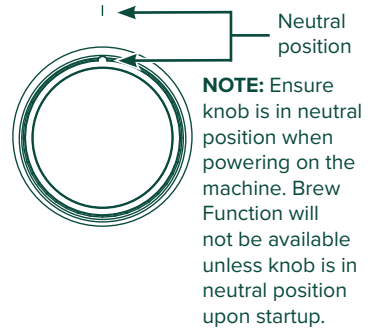 Neutral
position
NOTE: Ensure
knob is in neutral
position when
powering on the
machine. Brew
Function will
not be available
unless knob is in
neutral position
upon startup.